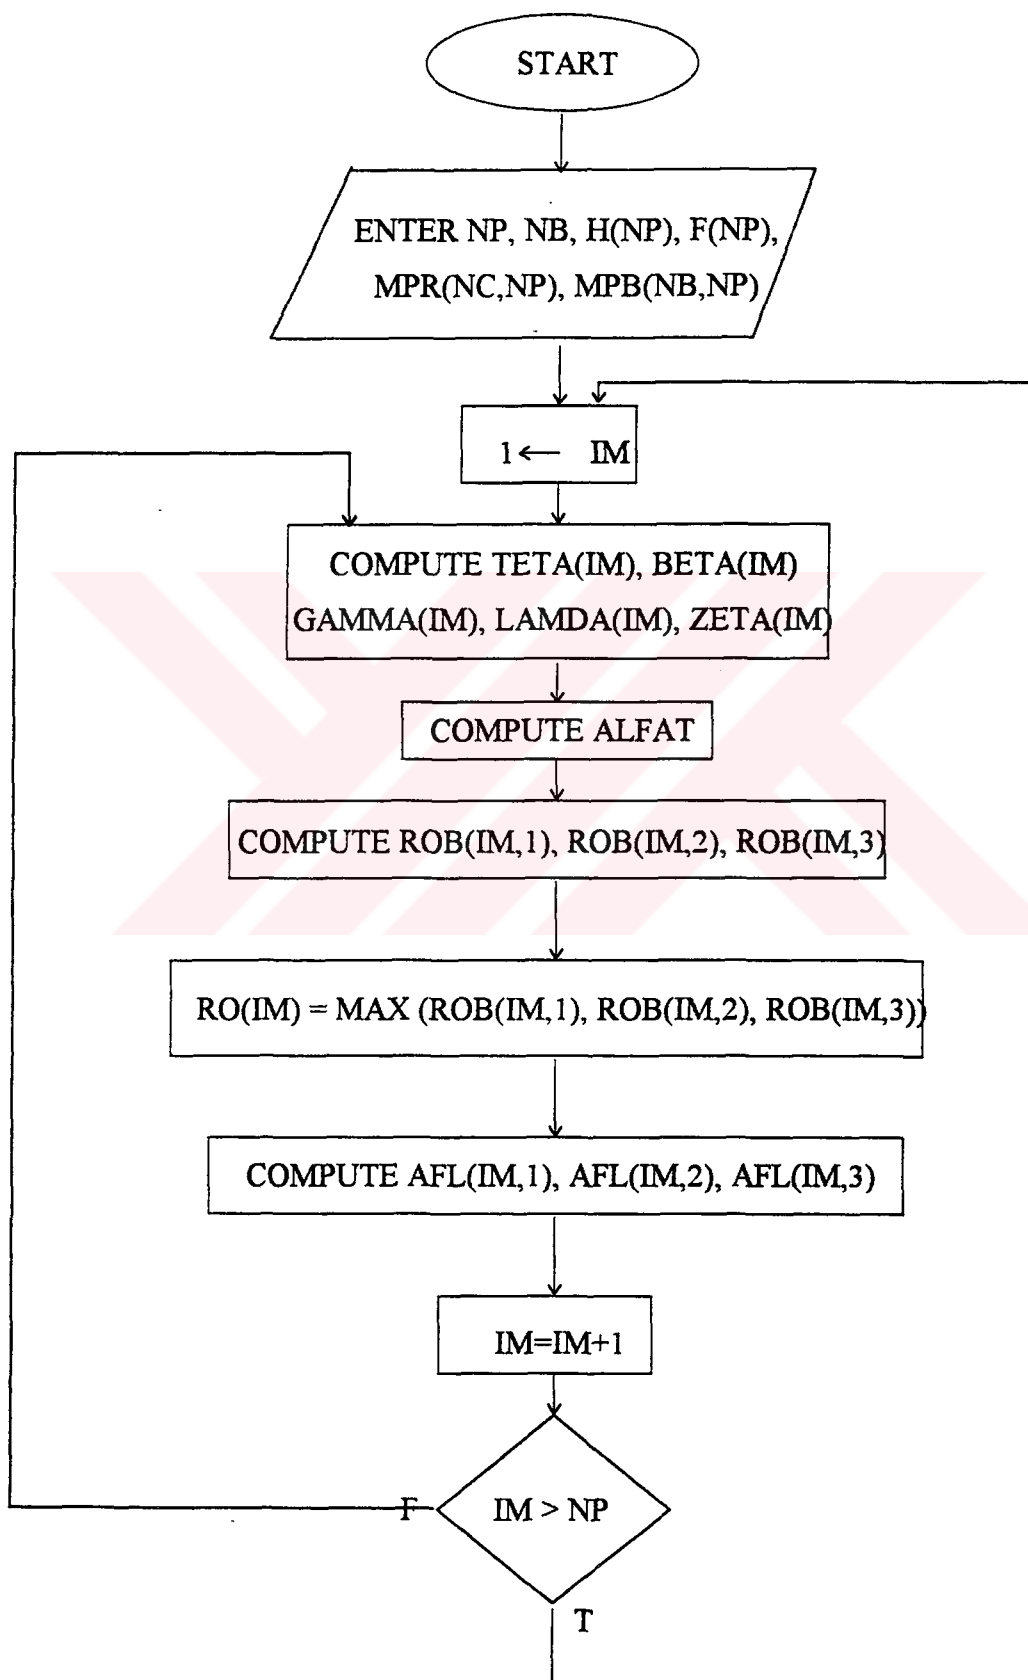 START
ENTER NP, NB, H(NP), F(NP),
MPR(NC,NP), MPB(NB,NP)
1← IM
COMPUTE TETA(IM), BETA(IM)
GAMMA(IM), LAMDA(IM), ZETA(IM)
COMPUTE ALFAT
COMPUTE ROB(IM,1), ROB(IM,2), ROB(IM,3)
RO(IM) = MAX (ROB(IM,1), ROB(IM,2), ROB(IM,3))
COMPUTE AFL(IM,1), AFL(IM,2), AFL(IM,3)
IM=IM+1
F
IM > NP
T